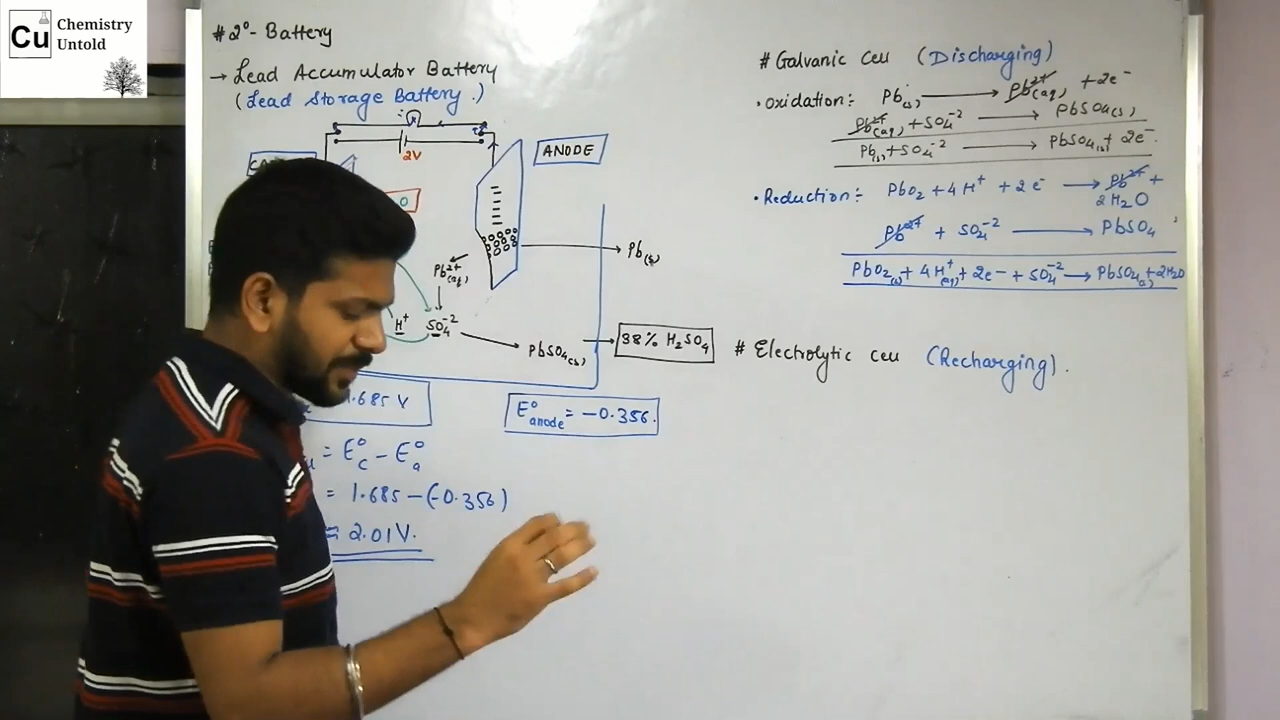 Cu Chemistry
Untold
# 2° - Battery
→ Lead Accumulator Battery
(Lead Storage Battery.)
2V
ANODE
Pb(s)
Pb²⁺(aq)
H⁺ SO₄⁻²
PbSO₄(s)
38% H₂SO₄
1.685 V
E°anode = -0.356.
= E°c - E°a
= 1.685 - (-0.356)
≈ 2.01V.
# Galvanic cell (Discharging)
• Oxidation :- Pb(s) → Pb²⁺(aq) + 2e⁻
Pb²⁺(aq) + SO₄⁻² → PbSO₄(s)
Pb(s) + SO₄⁻² → PbSO₄(s) + 2e⁻
• Reduction :- PbO₂ + 4H⁺ + 2e⁻ → Pb²⁺ +
2H₂O
Pb²⁺ + SO₄⁻² → PbSO₄
PbO₂(s) + 4H⁺(aq) + 2e⁻ + SO₄⁻² → PbSO₄(s) + 2H₂O
# Electrolytic cell (Recharging).